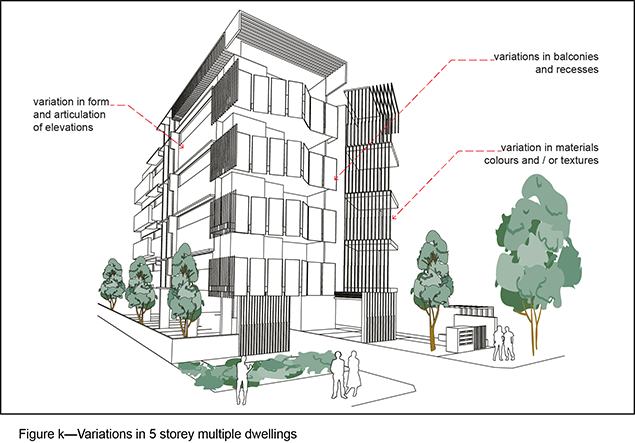 variations in balconies
and recesses
variation in form
and articulation
of elevations
variation in materials
colours and / or textures
Figure k—Variations in 5 storey multiple dwellings